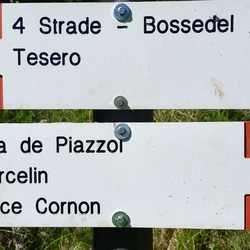 4 Strade - Bossedel
Tesero
a de Piazzol
rcelin
ce Cornon